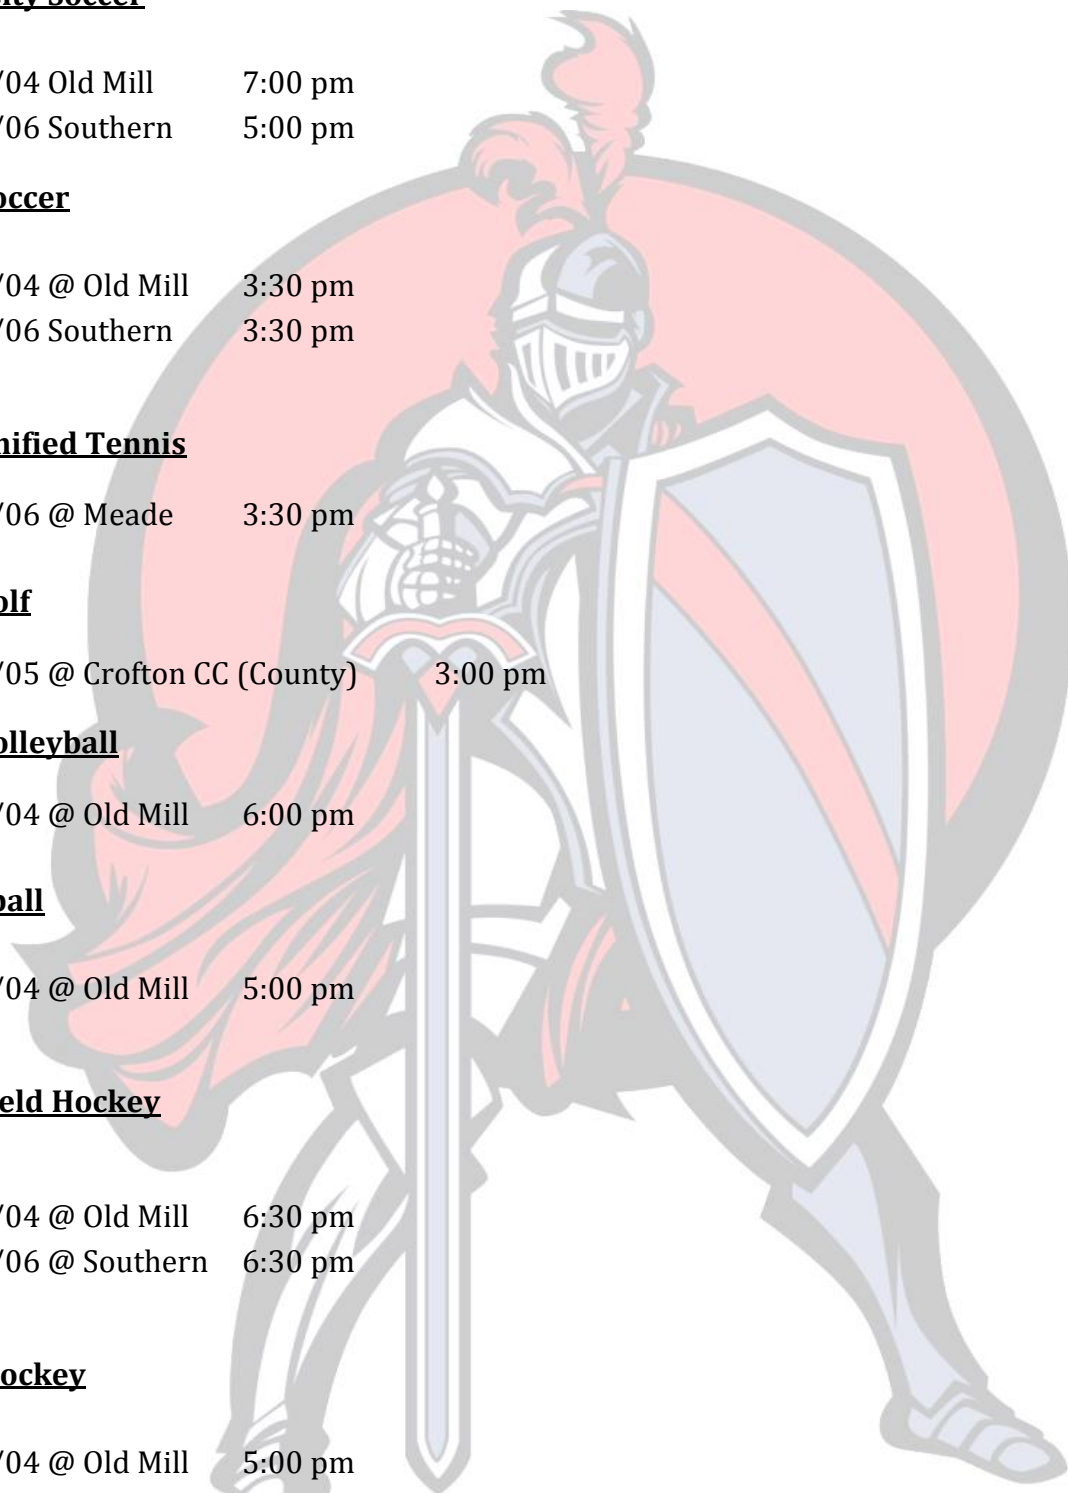 ity Soccer
/04 Old Mill 7:00 pm
/06 Southern 5:00 pm
occer
/04 @ Old Mill 3:30 pm
/06 Southern 3:30 pm
nified Tennis
/06 @ Meade 3:30 pm
olf
/05 @ Crofton CC (County) 3:00 pm
olleyball
/04 @ Old Mill 6:00 pm
ball
/04 @ Old Mill 5:00 pm
eld Hockey
/04 @ Old Mill 6:30 pm
/06 @ Southern 6:30 pm
ockey
/04 @ Old Mill 5:00 pm